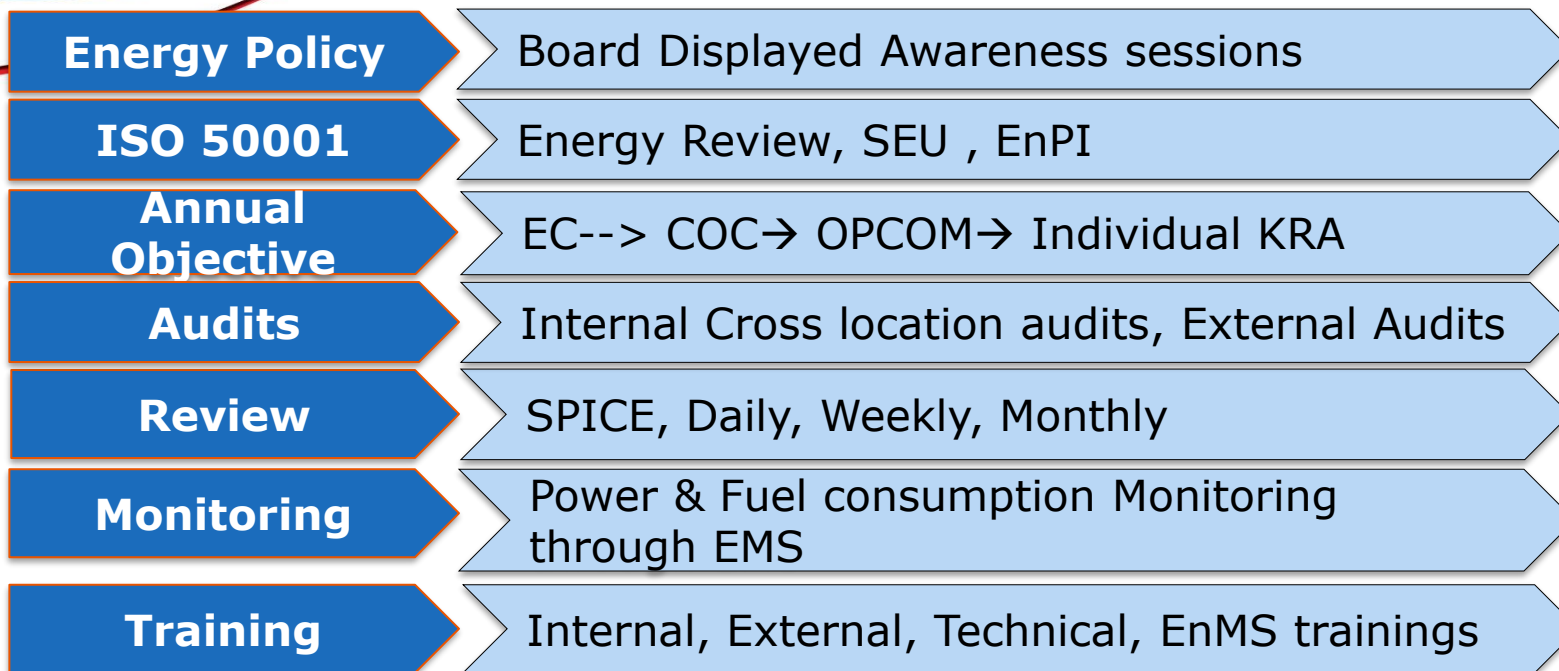 Energy Policy
Board Displayed Awareness sessions
ISO 50001
Energy Review, SEU , EnPI
Annual
Objective
EC--> COC→ OPCOM→ Individual KRA
Audits
Internal Cross location audits, External Audits
Review
SPICE, Daily, Weekly, Monthly
Monitoring
Power & Fuel consumption Monitoring
through EMS
Training
Internal, External, Technical, EnMS trainings